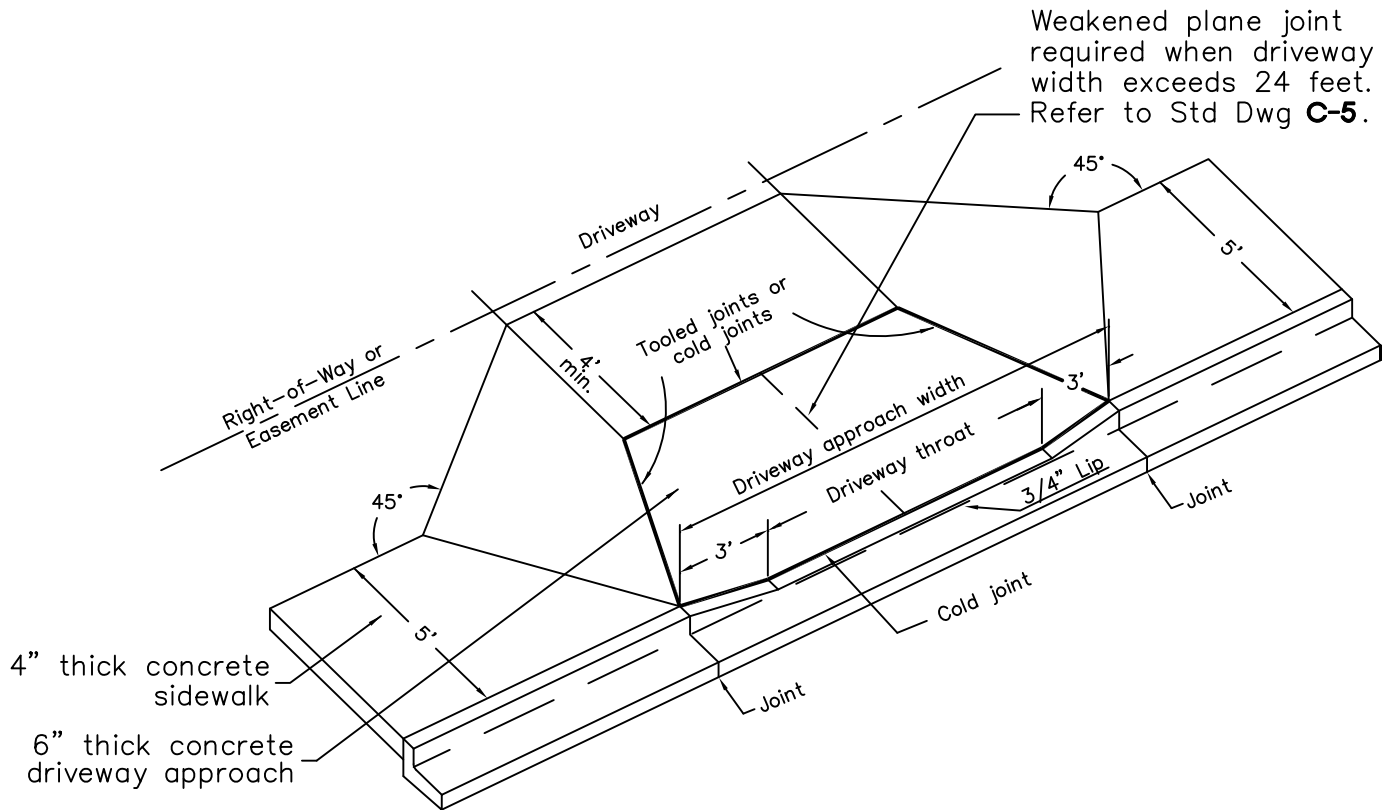 Weakened plane joint
required when driveway
width exceeds 24 feet.
Refer to Std Dwg C-5.
45°
Driveway
5'
Tooled joints or
cold joints
4'
min.
Right-of-Way or
Easement Line
3'
Driveway approach width
Driveway throat
3/4" Lip
Joint
45°
3'
Cold joint
5'
4" thick concrete
sidewalk
Joint
6" thick concrete
driveway approach